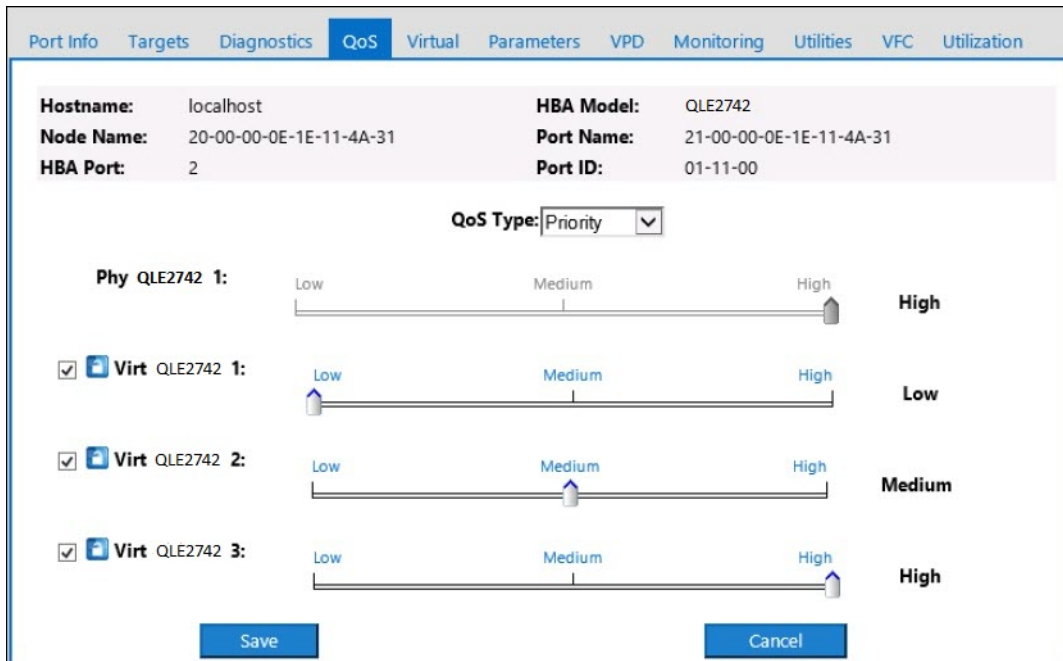 Port Info Targets Diagnostics QoS Virtual Parameters VPD Monitoring Utilities VFC Utilization
Hostname: localhost HBA Model: QLE2742
Node Name: 20-00-00-0E-1E-11-4A-31 Port Name: 21-00-00-0E-1E-11-4A-31
HBA Port: 2 Port ID: 01-11-00
QoS Type: Priority
Phy QLE2742 1: Low Medium High High
Virt QLE2742 1: Low Medium High Low
Virt QLE2742 2: Low Medium High Medium
Virt QLE2742 3: Low Medium High High
Save Cancel